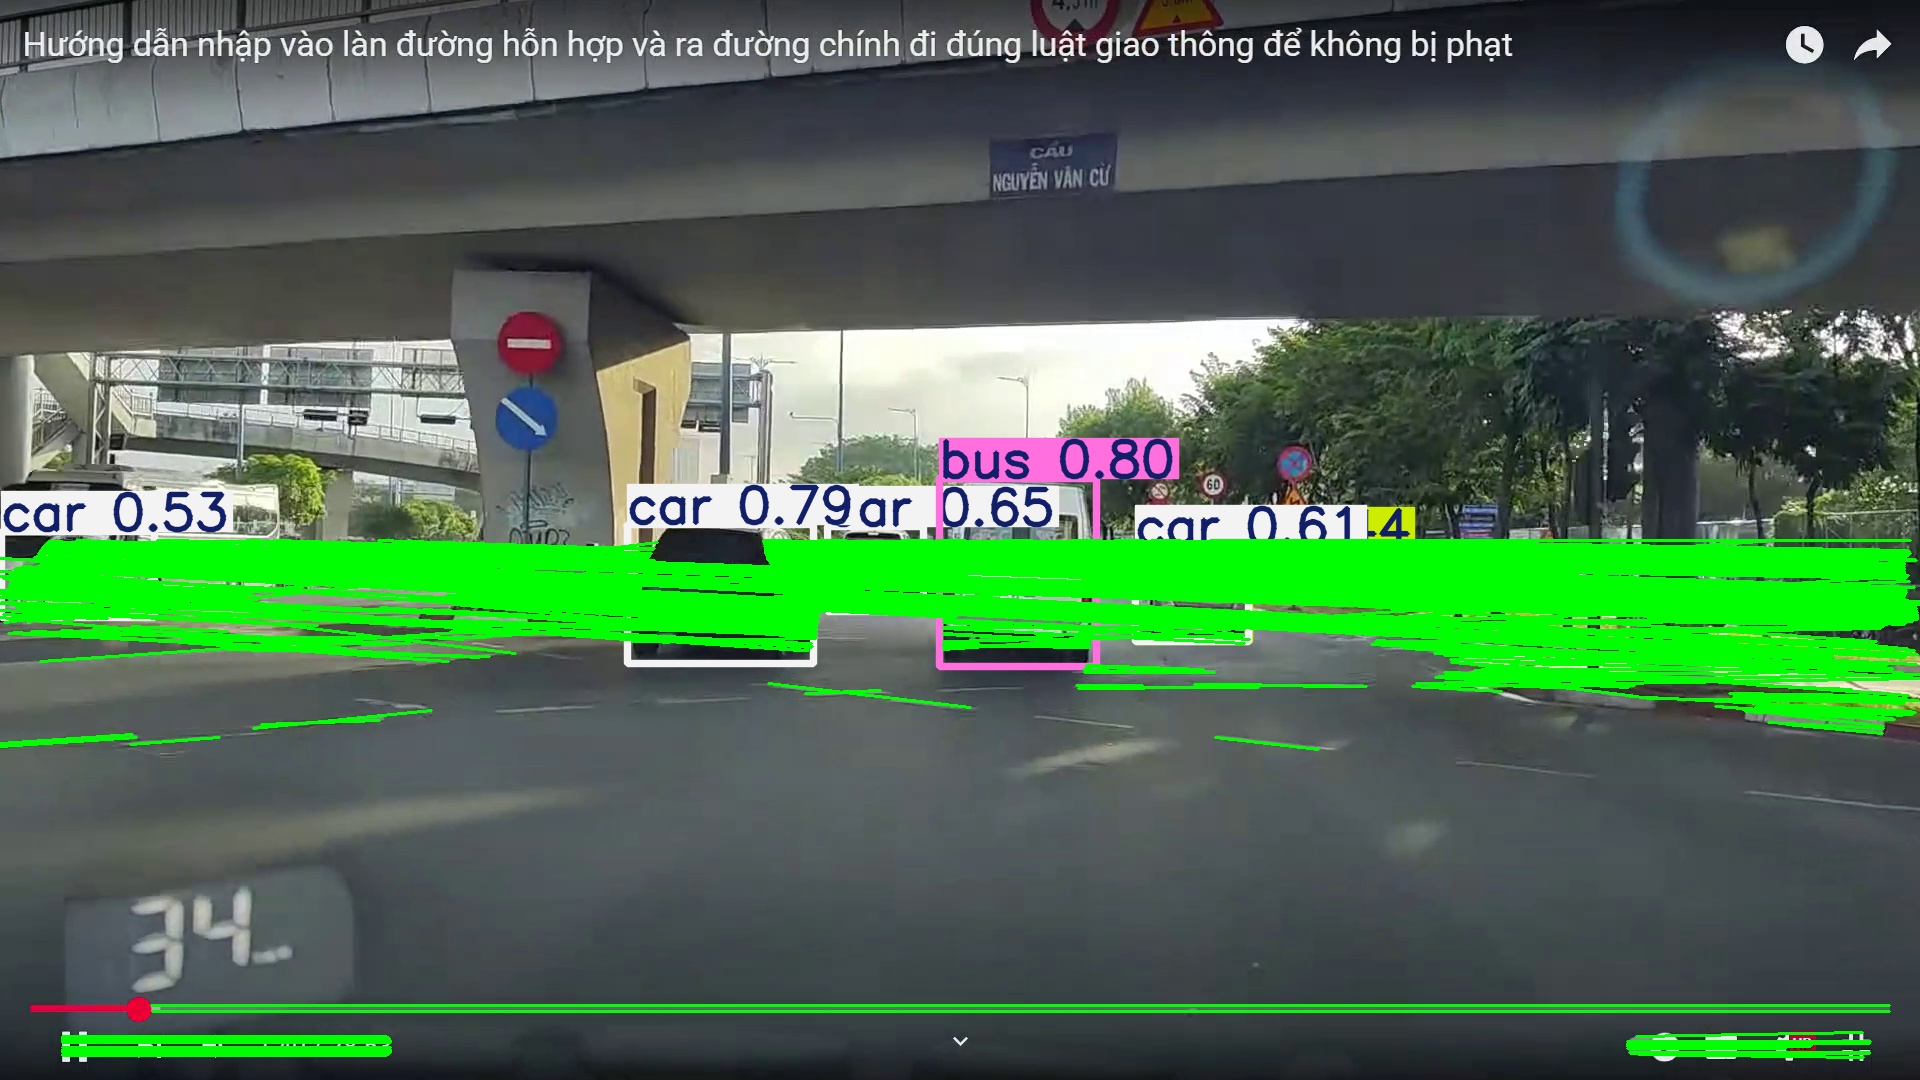 Hướng dẫn nhập vào làn đường hỗn hợp và ra đường chính đi đúng luật giao thông để không bị phạt
CẦU
NGUYỄN VĂN CỪ
bus 0.80
car 0.53
car 0.79
ar 0.65
car 0.61
4
60
34